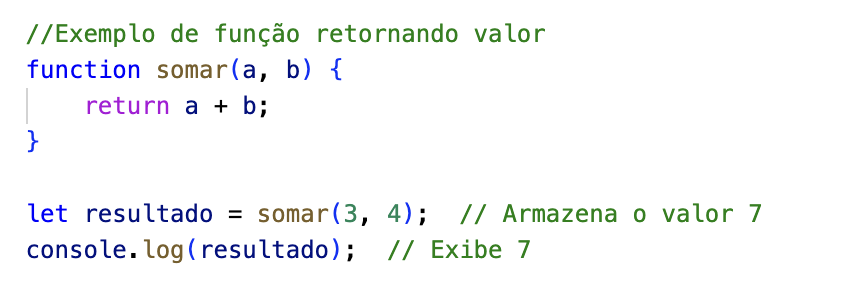 //Exemplo de função retornando valor
function somar(a, b) {
    return a + b;
}

let resultado = somar(3, 4);  // Armazena o valor 7
console.log(resultado);  // Exibe 7